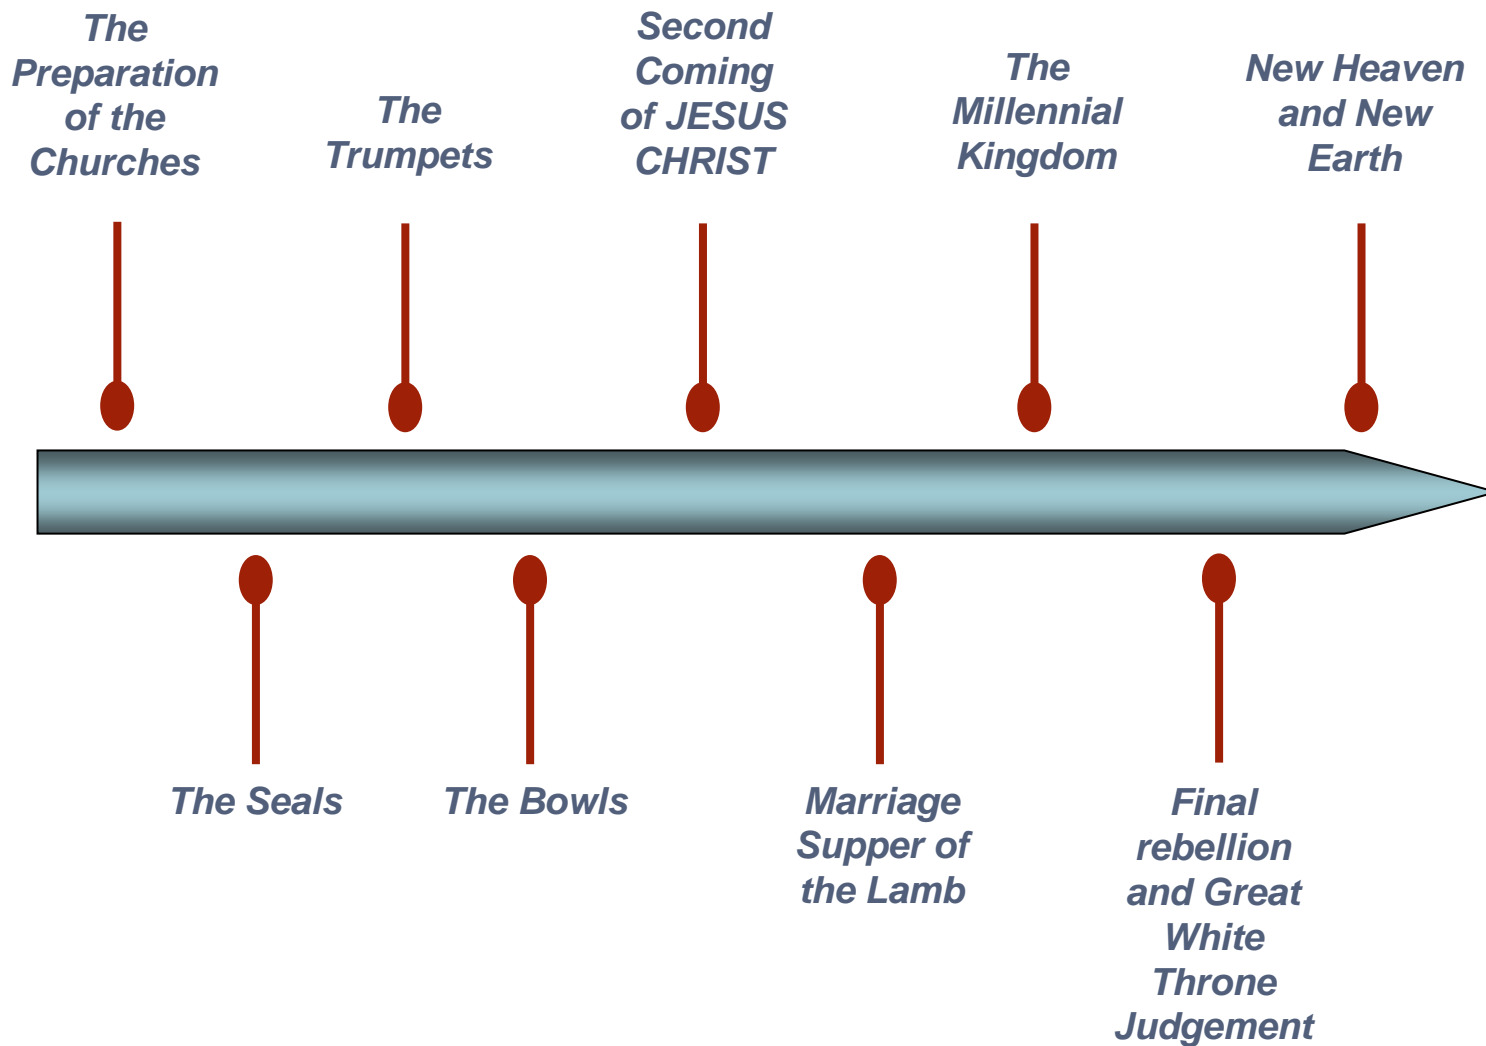 The
Preparation
of the
Churches
The
Trumpets
Second
Coming
of JESUS
CHRIST
The
Millennial
Kingdom
New Heaven
and New
Earth
The Seals
The Bowls
Marriage
Supper of
the Lamb
Final
rebellion
and Great
White
Throne
Judgement